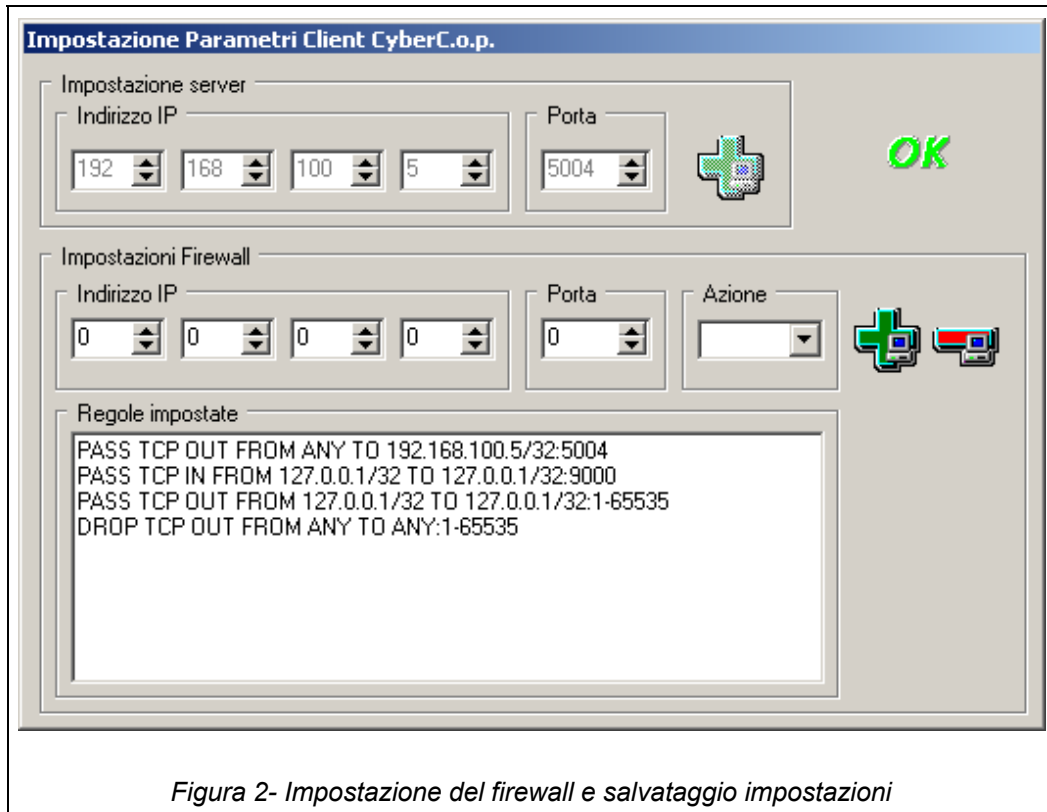 Impostazione Parametri Client CyberC.o.p.
Impostazione server
Indirizzo IP
Porta
192
168
100
5
5004
OK
Impostazioni Firewall
Indirizzo IP
Porta
Azione
0
0
0
0
0
Regole impostate
PASS TCP OUT FROM ANY TO 192.168.100.5/32:5004
PASS TCP IN FROM 127.0.0.1/32 TO 127.0.0.1/32:9000
PASS TCP OUT FROM 127.0.0.1/32 TO 127.0.0.1/32:1-65535
DROP TCP OUT FROM ANY TO ANY:1-65535
Figura 2- Impostazione del firewall e salvataggio impostazioni